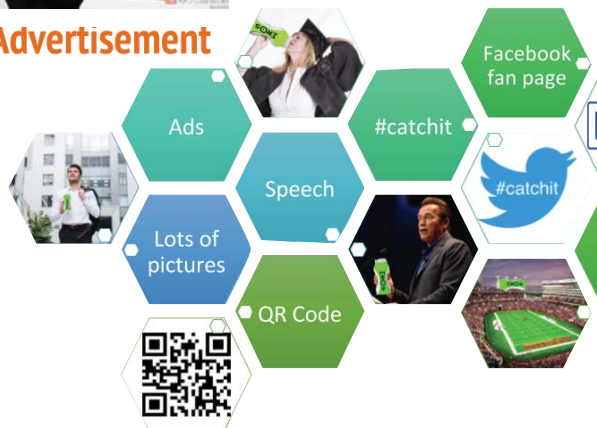 Advertisement
Facebook
fan page
Ads
#catchit
Speech
#catchit
Lots of
pictures
QR Code